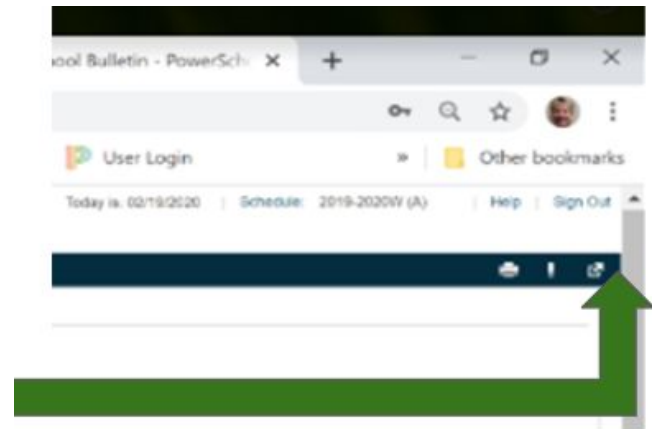 ool Bulletin - PowerSch
User Login » Other bookmarks
Today is: 02/19/2020 | Schedule: 2019-2020W (A) | Help | Sign Out